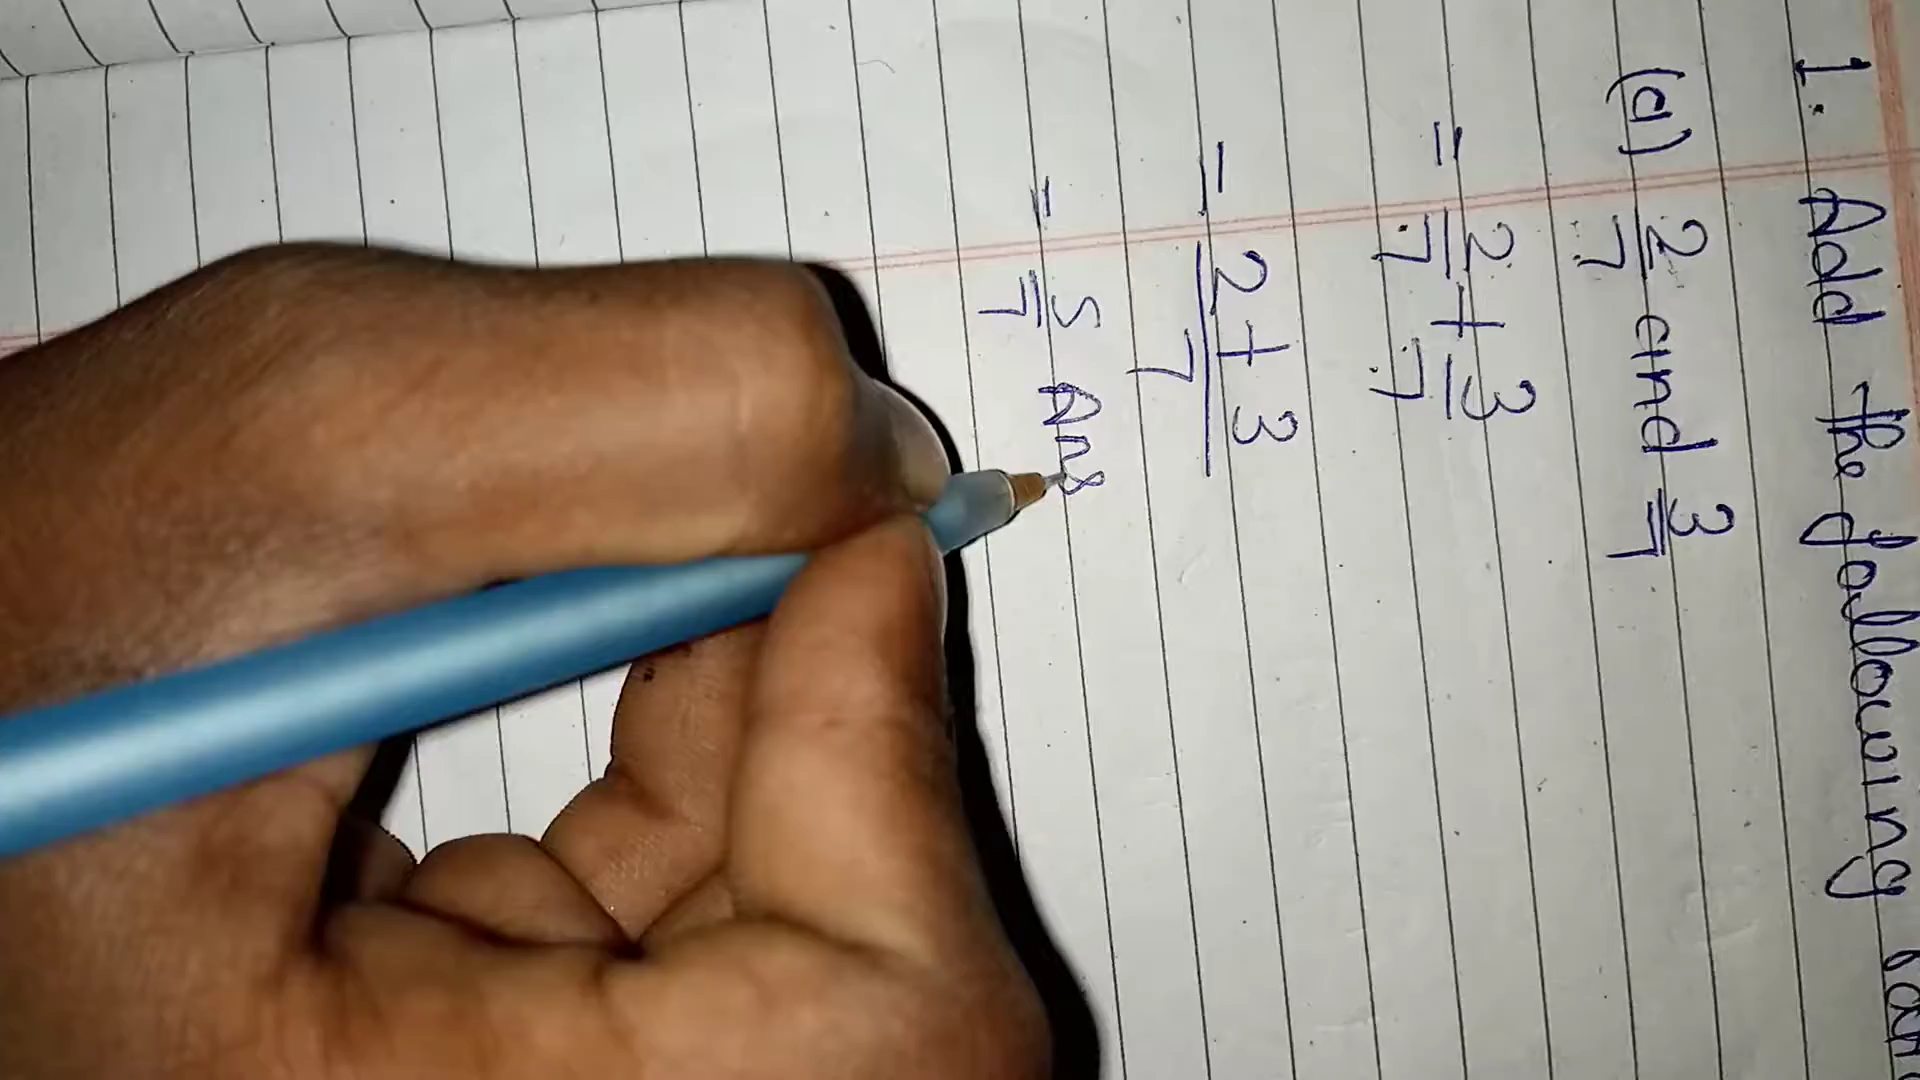 1. Add the following
(a) 2/7 and 3/7
= 2/7 + 3/7
= 2+3/7
= 5/7 Ans